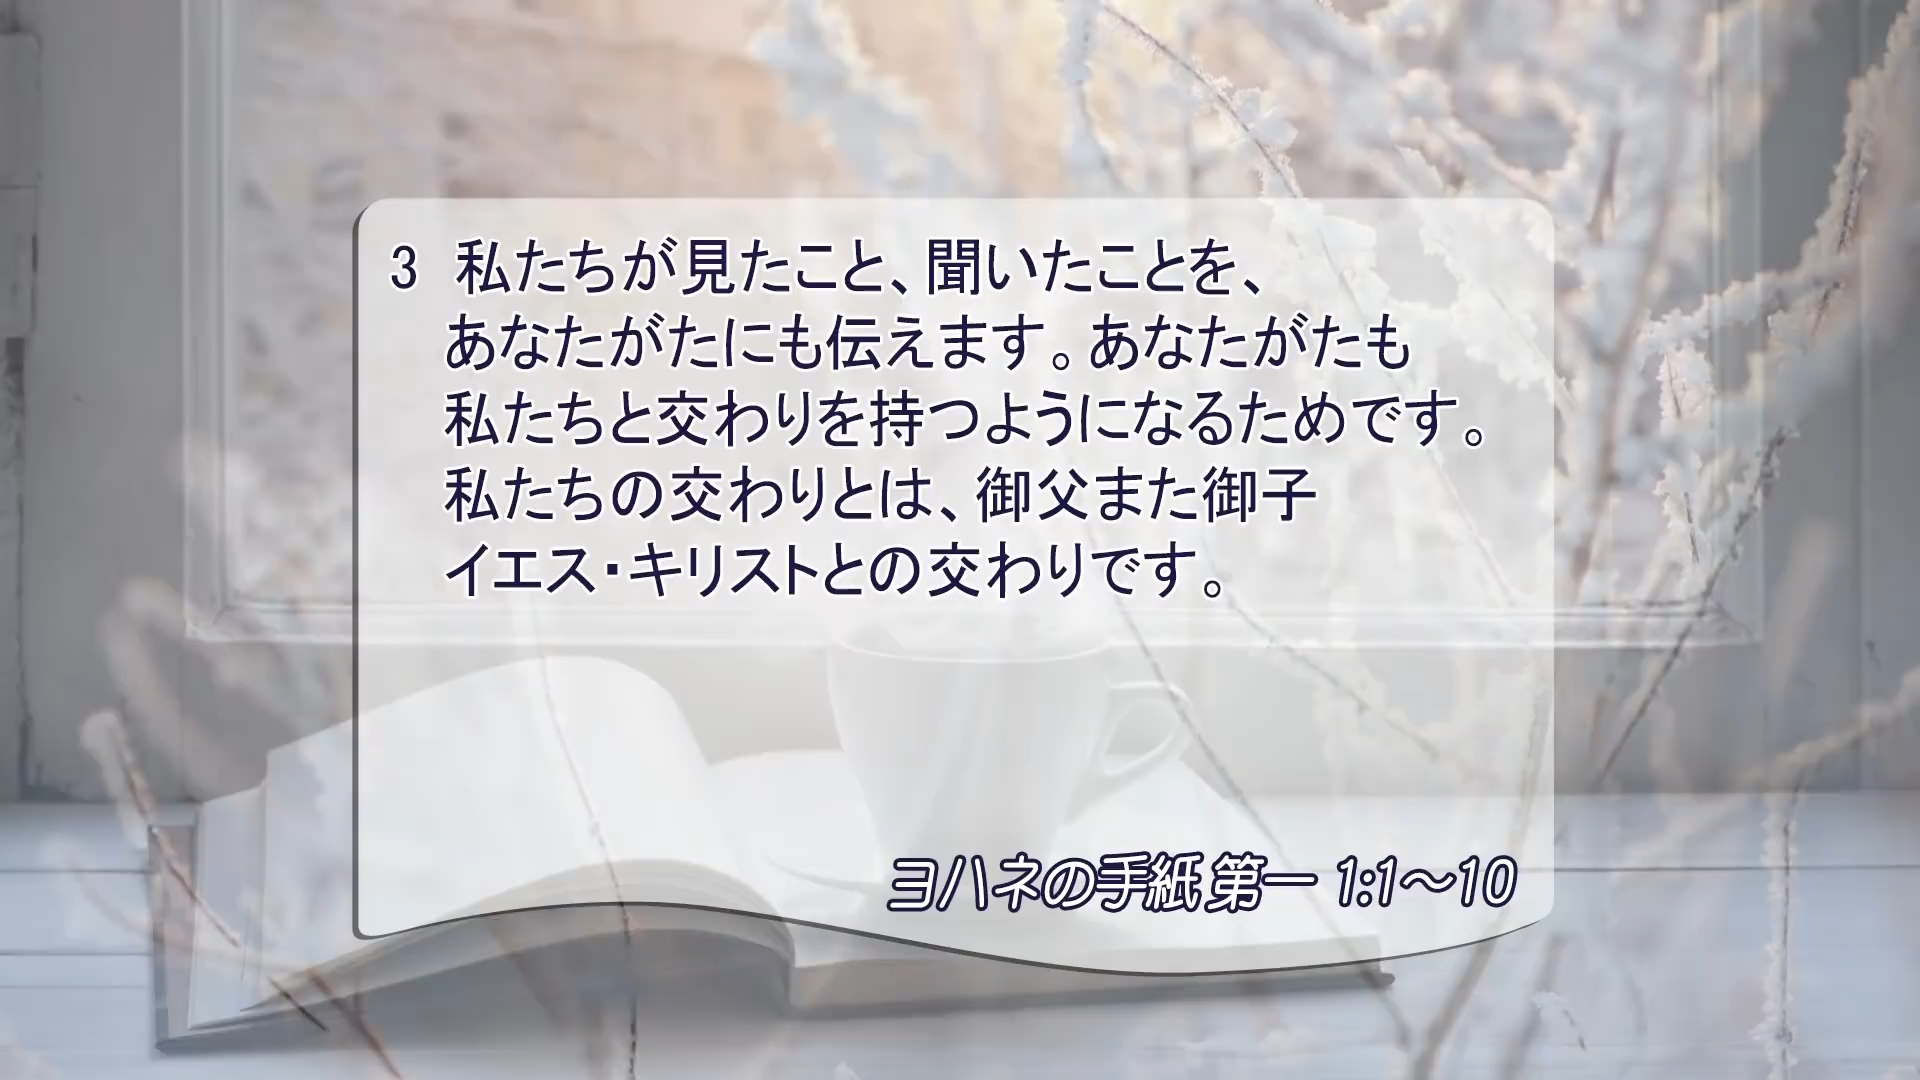 3 私たちが見たこと、聞いたことを、
あなたがたにも伝えます。あなたがたも
私たちと交わりを持つようになるためです。
私たちの交わりとは、御父また御子
イエス・キリストとの交わりです。
ヨハネの手紙 第一 1:1～10